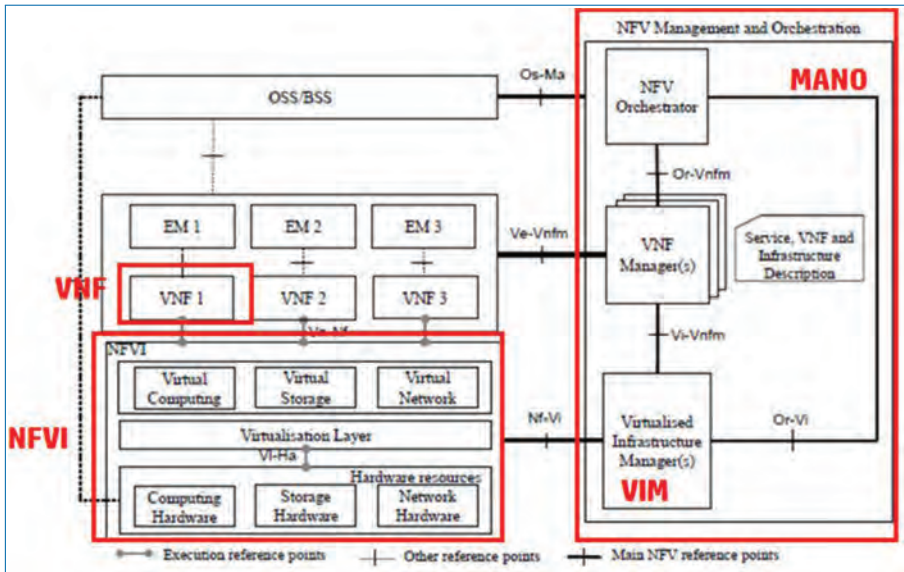 NFV Management and Orchestration
MANO
Os-Ma
OSS/BSS
NFV
Orchestrator
Or-Vnfm
EM 1
EM 2
EM 3
Ve-Vnfm
VNF
Manager(s)
Service, VNF and
Infrastructure
Description
VNF
VNF 1
VNF 2
VNF 3
Vn-Nf
Vi-Vnfm
NFVI
Virtual
Computing
Virtual
Storage
Virtual
Network
NFVI
Virtualisation Layer
Nf-Vi
Or-Vi
Virtualised
Infrastructure
Manager(s)
VIM
Vl-Ha
Hardware resources
Computing
Hardware
Storage
Hardware
Network
Hardware
Execution reference points
Other reference points
Main NFV reference points